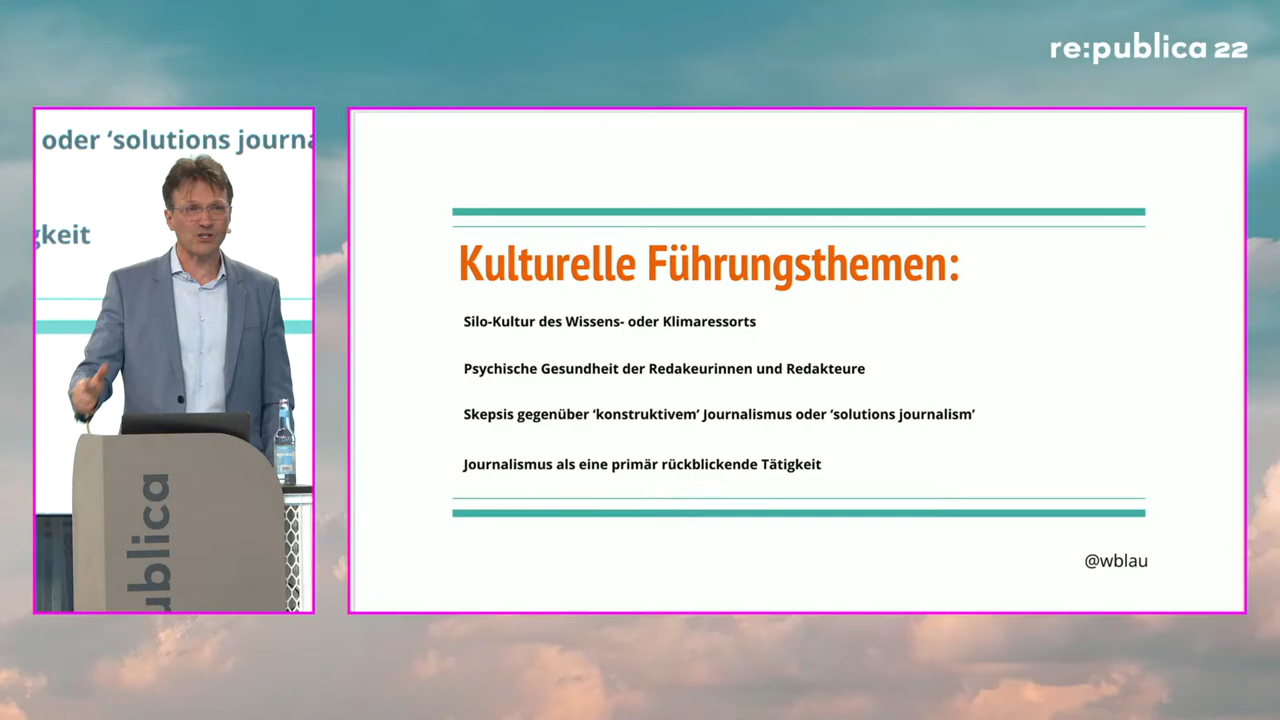 re:publica 22
oder ‘solutions journa
gkeit
ublica
Kulturelle Führungsthemen:
Silo-Kultur des Wissens- oder Klimaressorts
Psychische Gesundheit der Redakeurinnen und Redakteure
Skepsis gegenüber ‘konstruktivem’ Journalismus oder ‘solutions journalism’
Journalismus als eine primär rückblickende Tätigkeit
@wblau